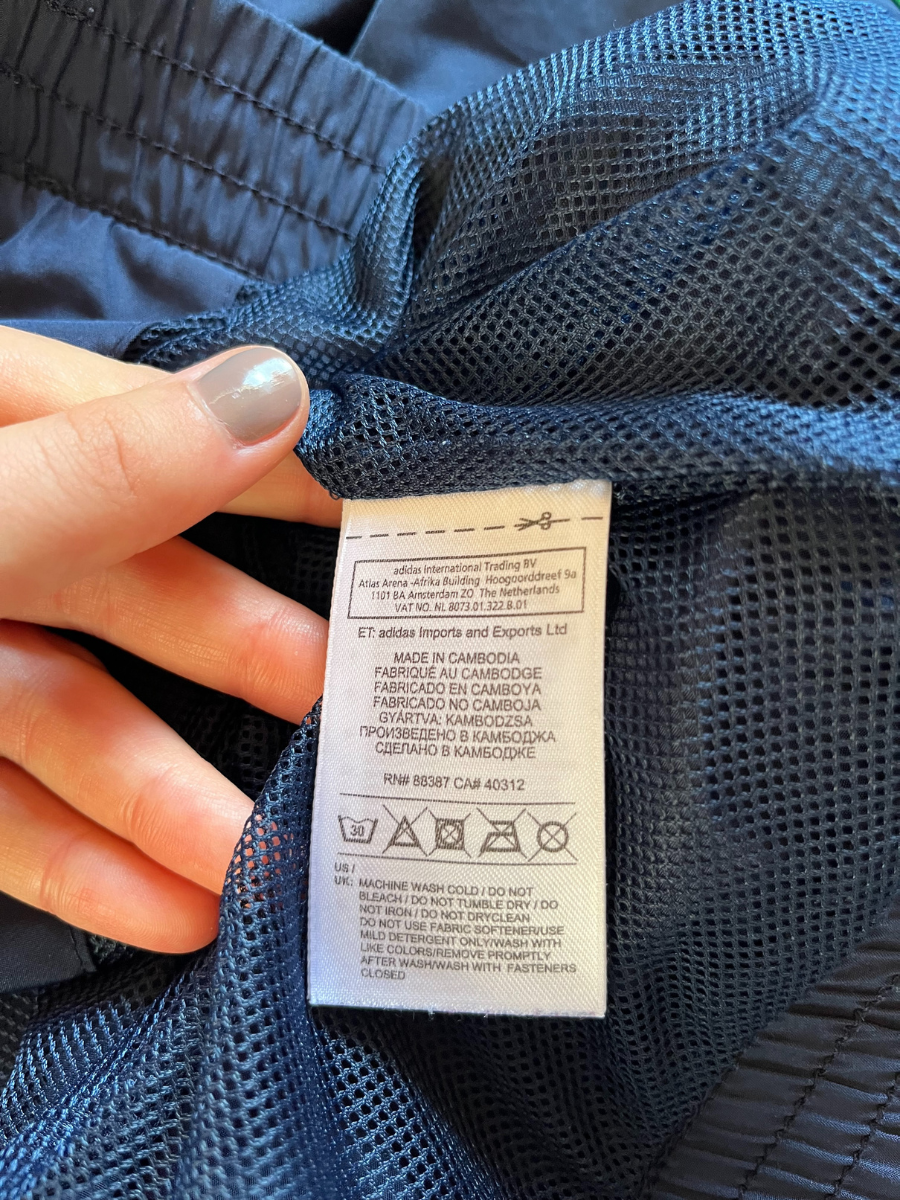 adidas International Trading BV
Atlas Arena -Afrika Building Hoogoorddreef 9a
1101 BA Amsterdam ZO The Netherlands
VAT NO. NL 8073.01.322.B.01
ET: adidas Imports and Exports Ltd
MADE IN CAMBODIA
FABRIQUÉ AU CAMBODGE
FABRICADO EN CAMBOYA
FABRICADO NO CAMBOJA
GYÁRTVA: KAMBODZSA
ПРОИЗВЕДЕНО В КАМБОДЖА
СДЕЛАНО В КАМБОДЖЕ
RN# 88387 CA# 40312
30
US /
UK: MACHINE WASH COLD / DO NOT
BLEACH / DO NOT TUMBLE DRY / DO
NOT IRON / DO NOT DRYCLEAN
DO NOT USE FABRIC SOFTENER/USE
MILD DETERGENT ONLY/WASH WITH
LIKE COLORS/REMOVE PROMPTLY
AFTER WASH/WASH WITH FASTENERS
CLOSED